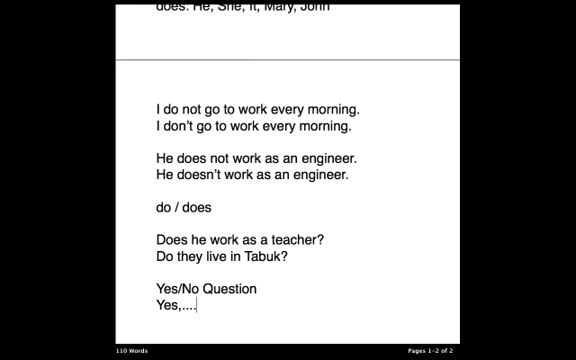 does: He, She, It, Mary, John
I do not go to work every morning.
I don't go to work every morning.
He does not work as an engineer.
He doesn't work as an engineer.
do / does
Does he work as a teacher?
Do they live in Tabuk?
Yes/No Question
Yes,....
110 Words
Pages 1–2 of 2